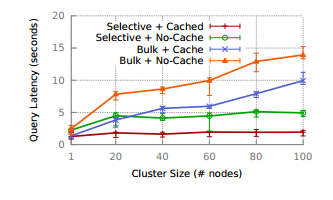 20
15
10
5
0
Query Latency (seconds)
Selective + Cached
Selective + No-Cache
Bulk + Cache
Bulk + No-Cache
1 20 40 60 80 100
Cluster Size (# nodes)